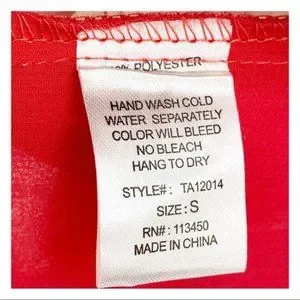 % POLYESTER
HAND WASH COLD
WATER SEPARATELY
COLOR WILL BLEED
NO BLEACH
HANG TO DRY
STYLE#: TA12014
SIZE: S
RN#: 113450
MADE IN CHINA